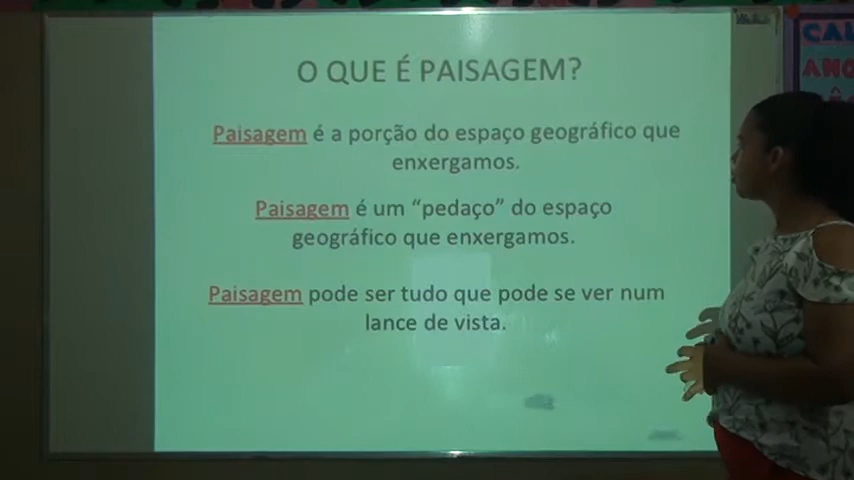 O QUE É PAISAGEM?
Paisagem é a porção do espaço geográfico que
enxergamos.
Paisagem é um “pedaço” do espaço
geográfico que enxergamos.
Paisagem pode ser tudo que pode se ver num
lance de vista.